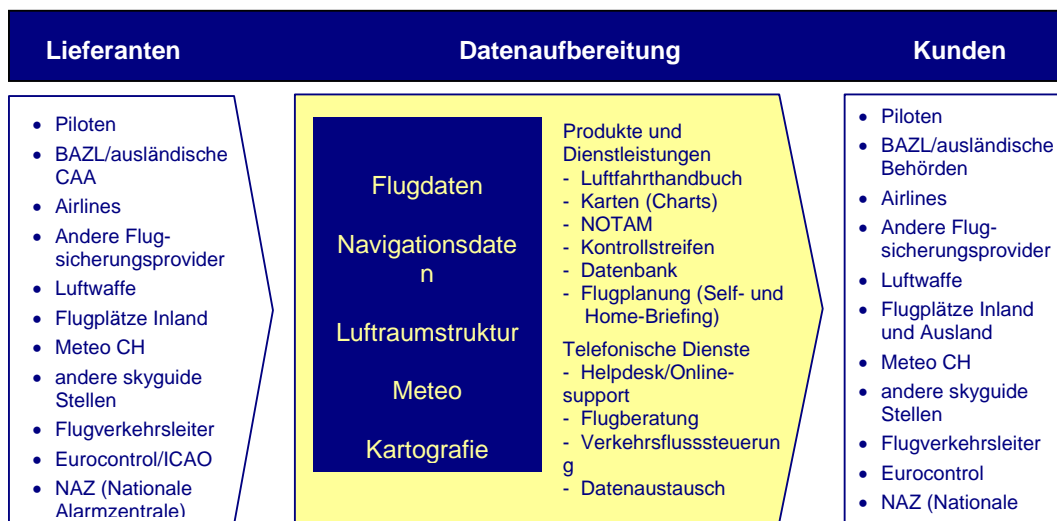 Lieferanten
Datenaufbereitung
Kunden
• Piloten
• BAZL/ausländische
CAA
• Airlines
• Andere Flug-
sicherungsprovider
• Luftwaffe
• Flugplätze Inland
• Meteo CH
• andere skyguide
Stellen
• Flugverkehrsleiter
• Eurocontrol/ICAO
• NAZ (Nationale
Alarmzentrale)
Flugdaten
Navigationsdate
n
Luftraumstruktur
Meteo
Kartografie
Produkte und
Dienstleistungen
- Luftfahrthandbuch
- Karten (Charts)
- NOTAM
- Kontrollstreifen
- Datenbank
- Flugplanung (Self- und
Home-Briefing)
Telefonische Dienste
- Helpdesk/Online-
support
- Flugberatung
- Verkehrsflusssteuerun
g
- Datenaustausch
• Piloten
• BAZL/ausländische
Behörden
• Airlines
• Andere Flug-
sicherungsprovider
• Luftwaffe
• Flugplätze Inland
und Ausland
• Meteo CH
• andere skyguide
Stellen
• Flugverkehrsleiter
• Eurocontrol
• NAZ (Nationale